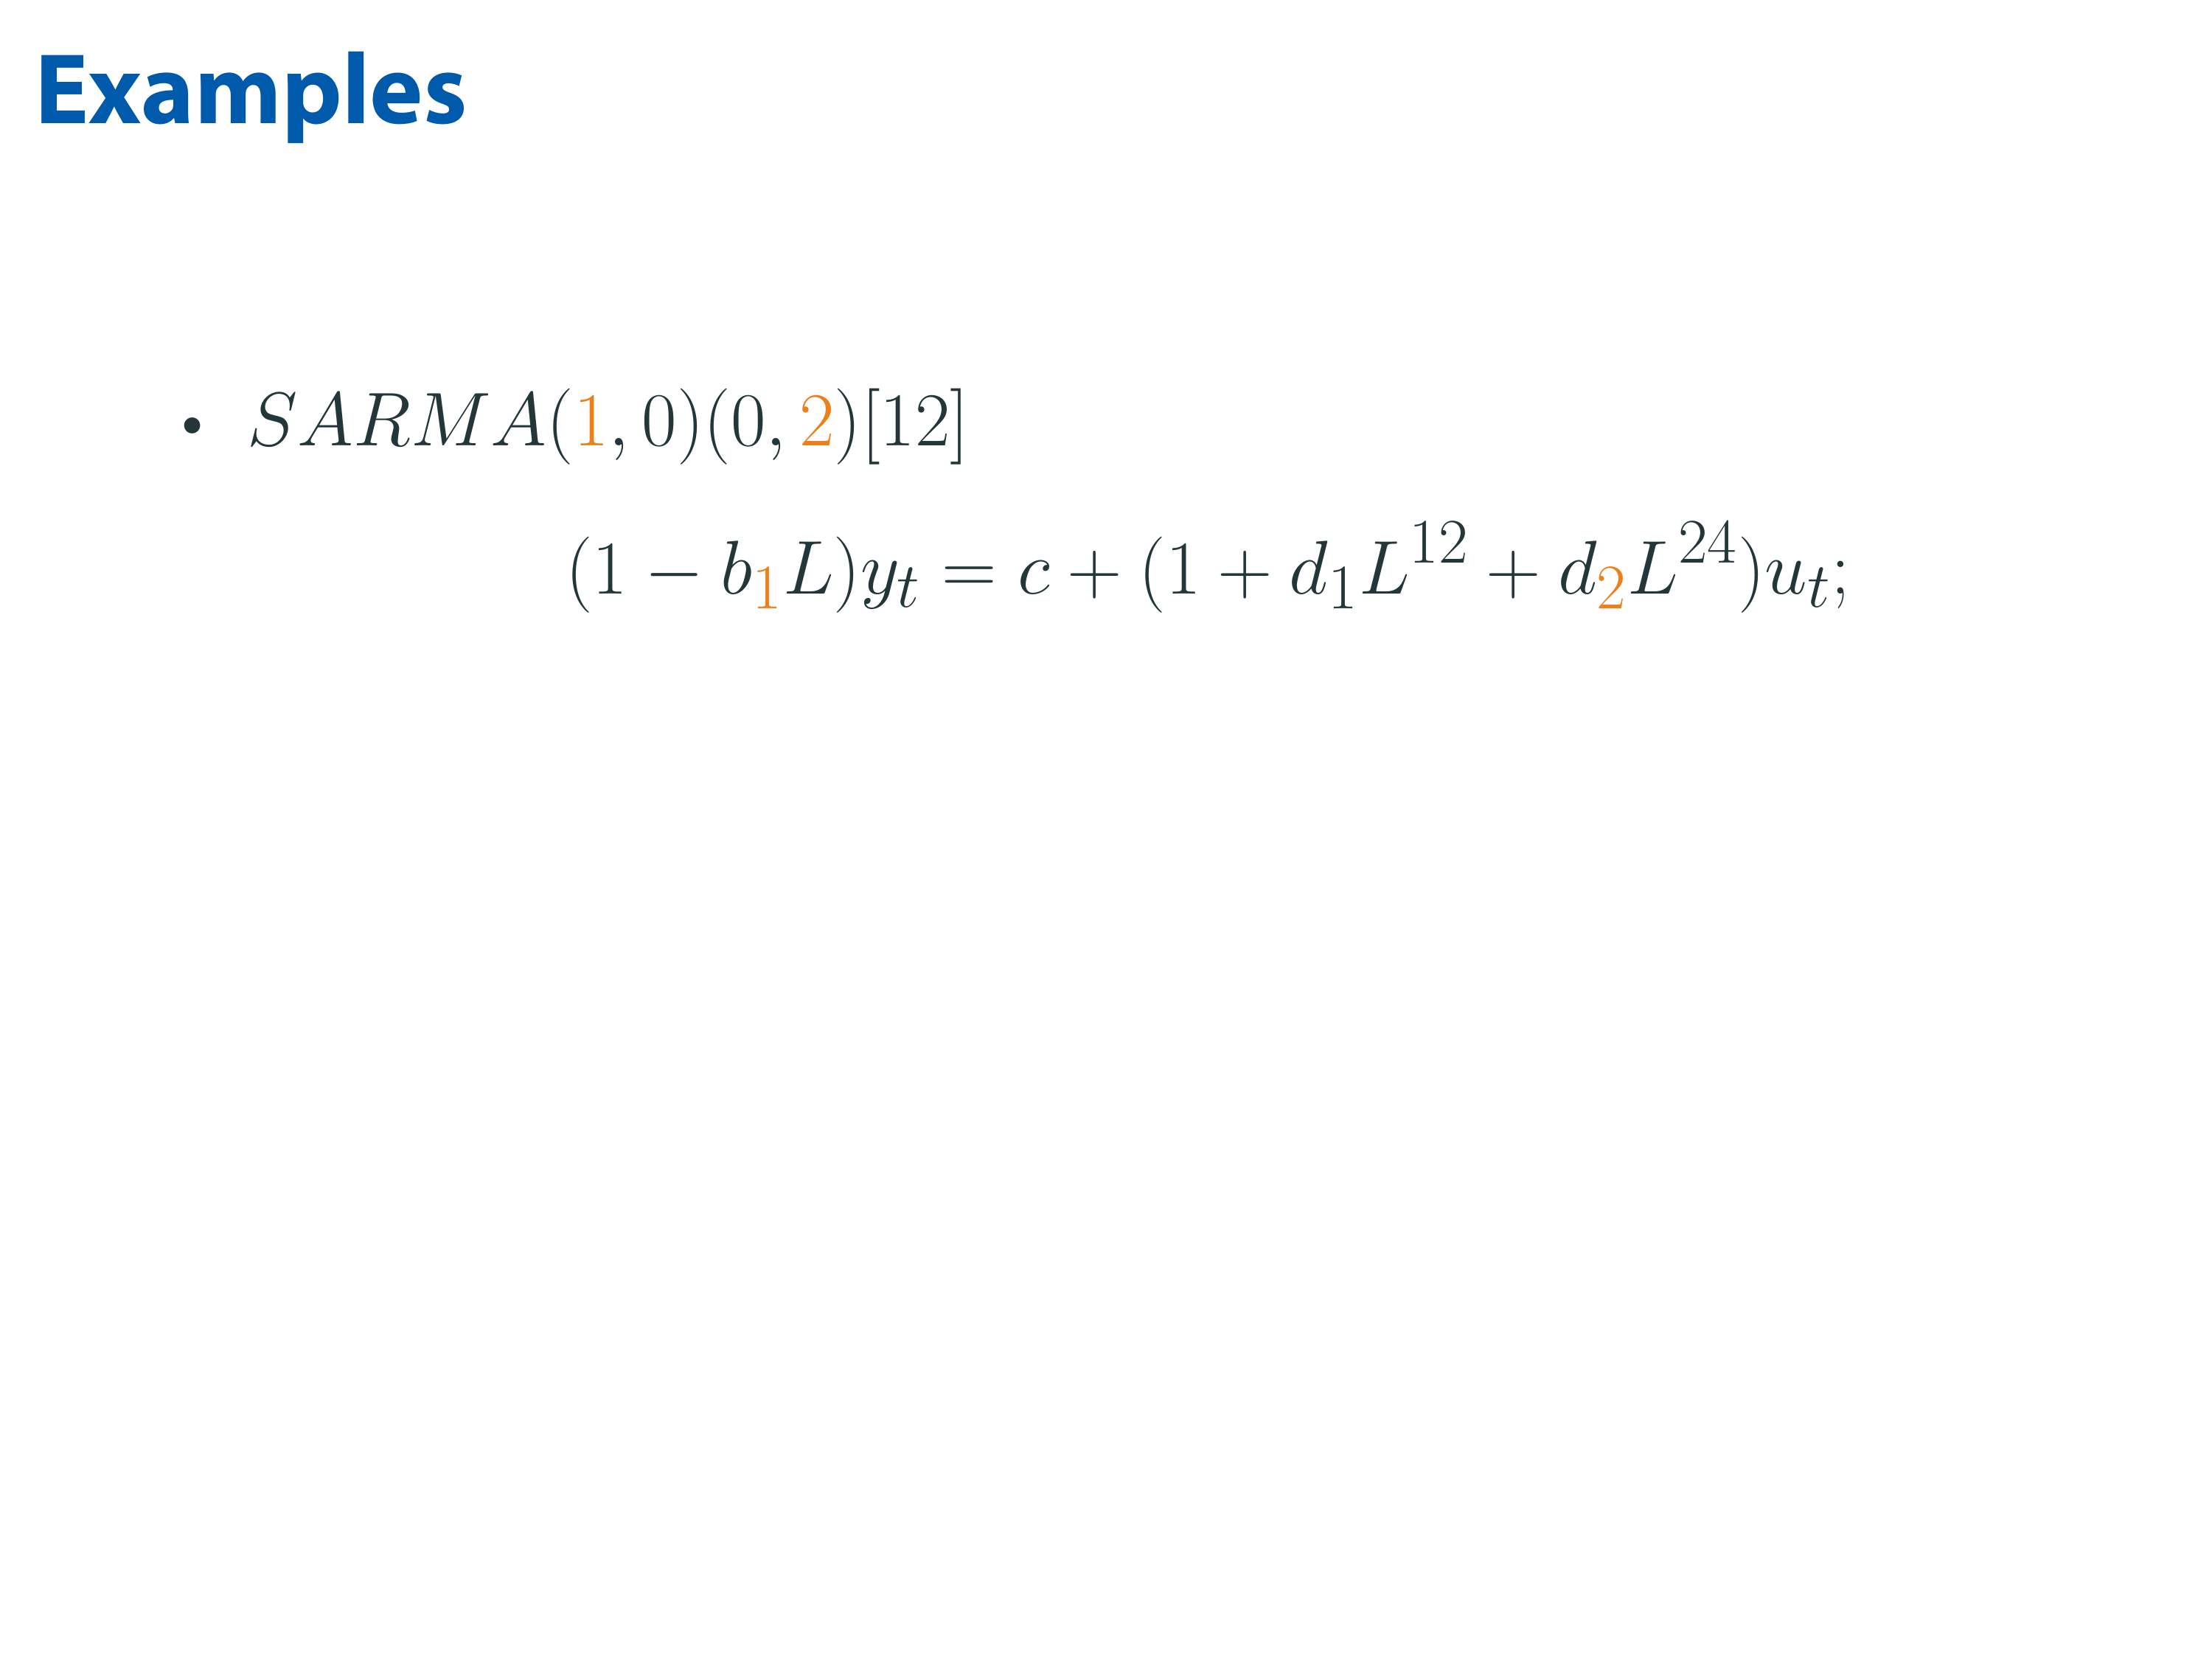 Examples
• SARMA(1, 0)(0, 2)[12]
(1 − b₁L)yₜ = c + (1 + d₁L¹² + d₂L²⁴)uₜ;